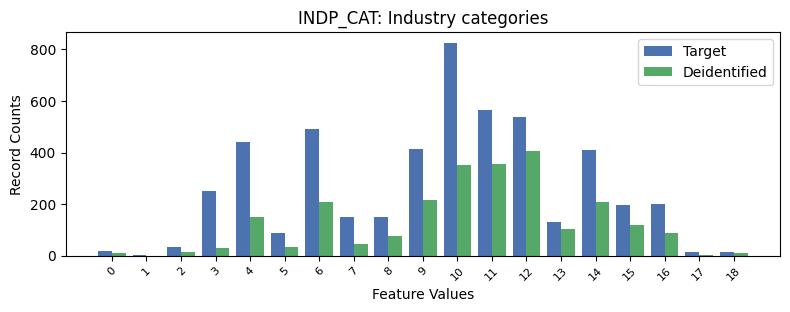 INDP_CAT: Industry categories
Target
Deidentified
Record Counts
800
600
400
200
0
0 1 2 3 4 5 6 7 8 9 10 11 12 13 14 15 16 17 18
Feature Values